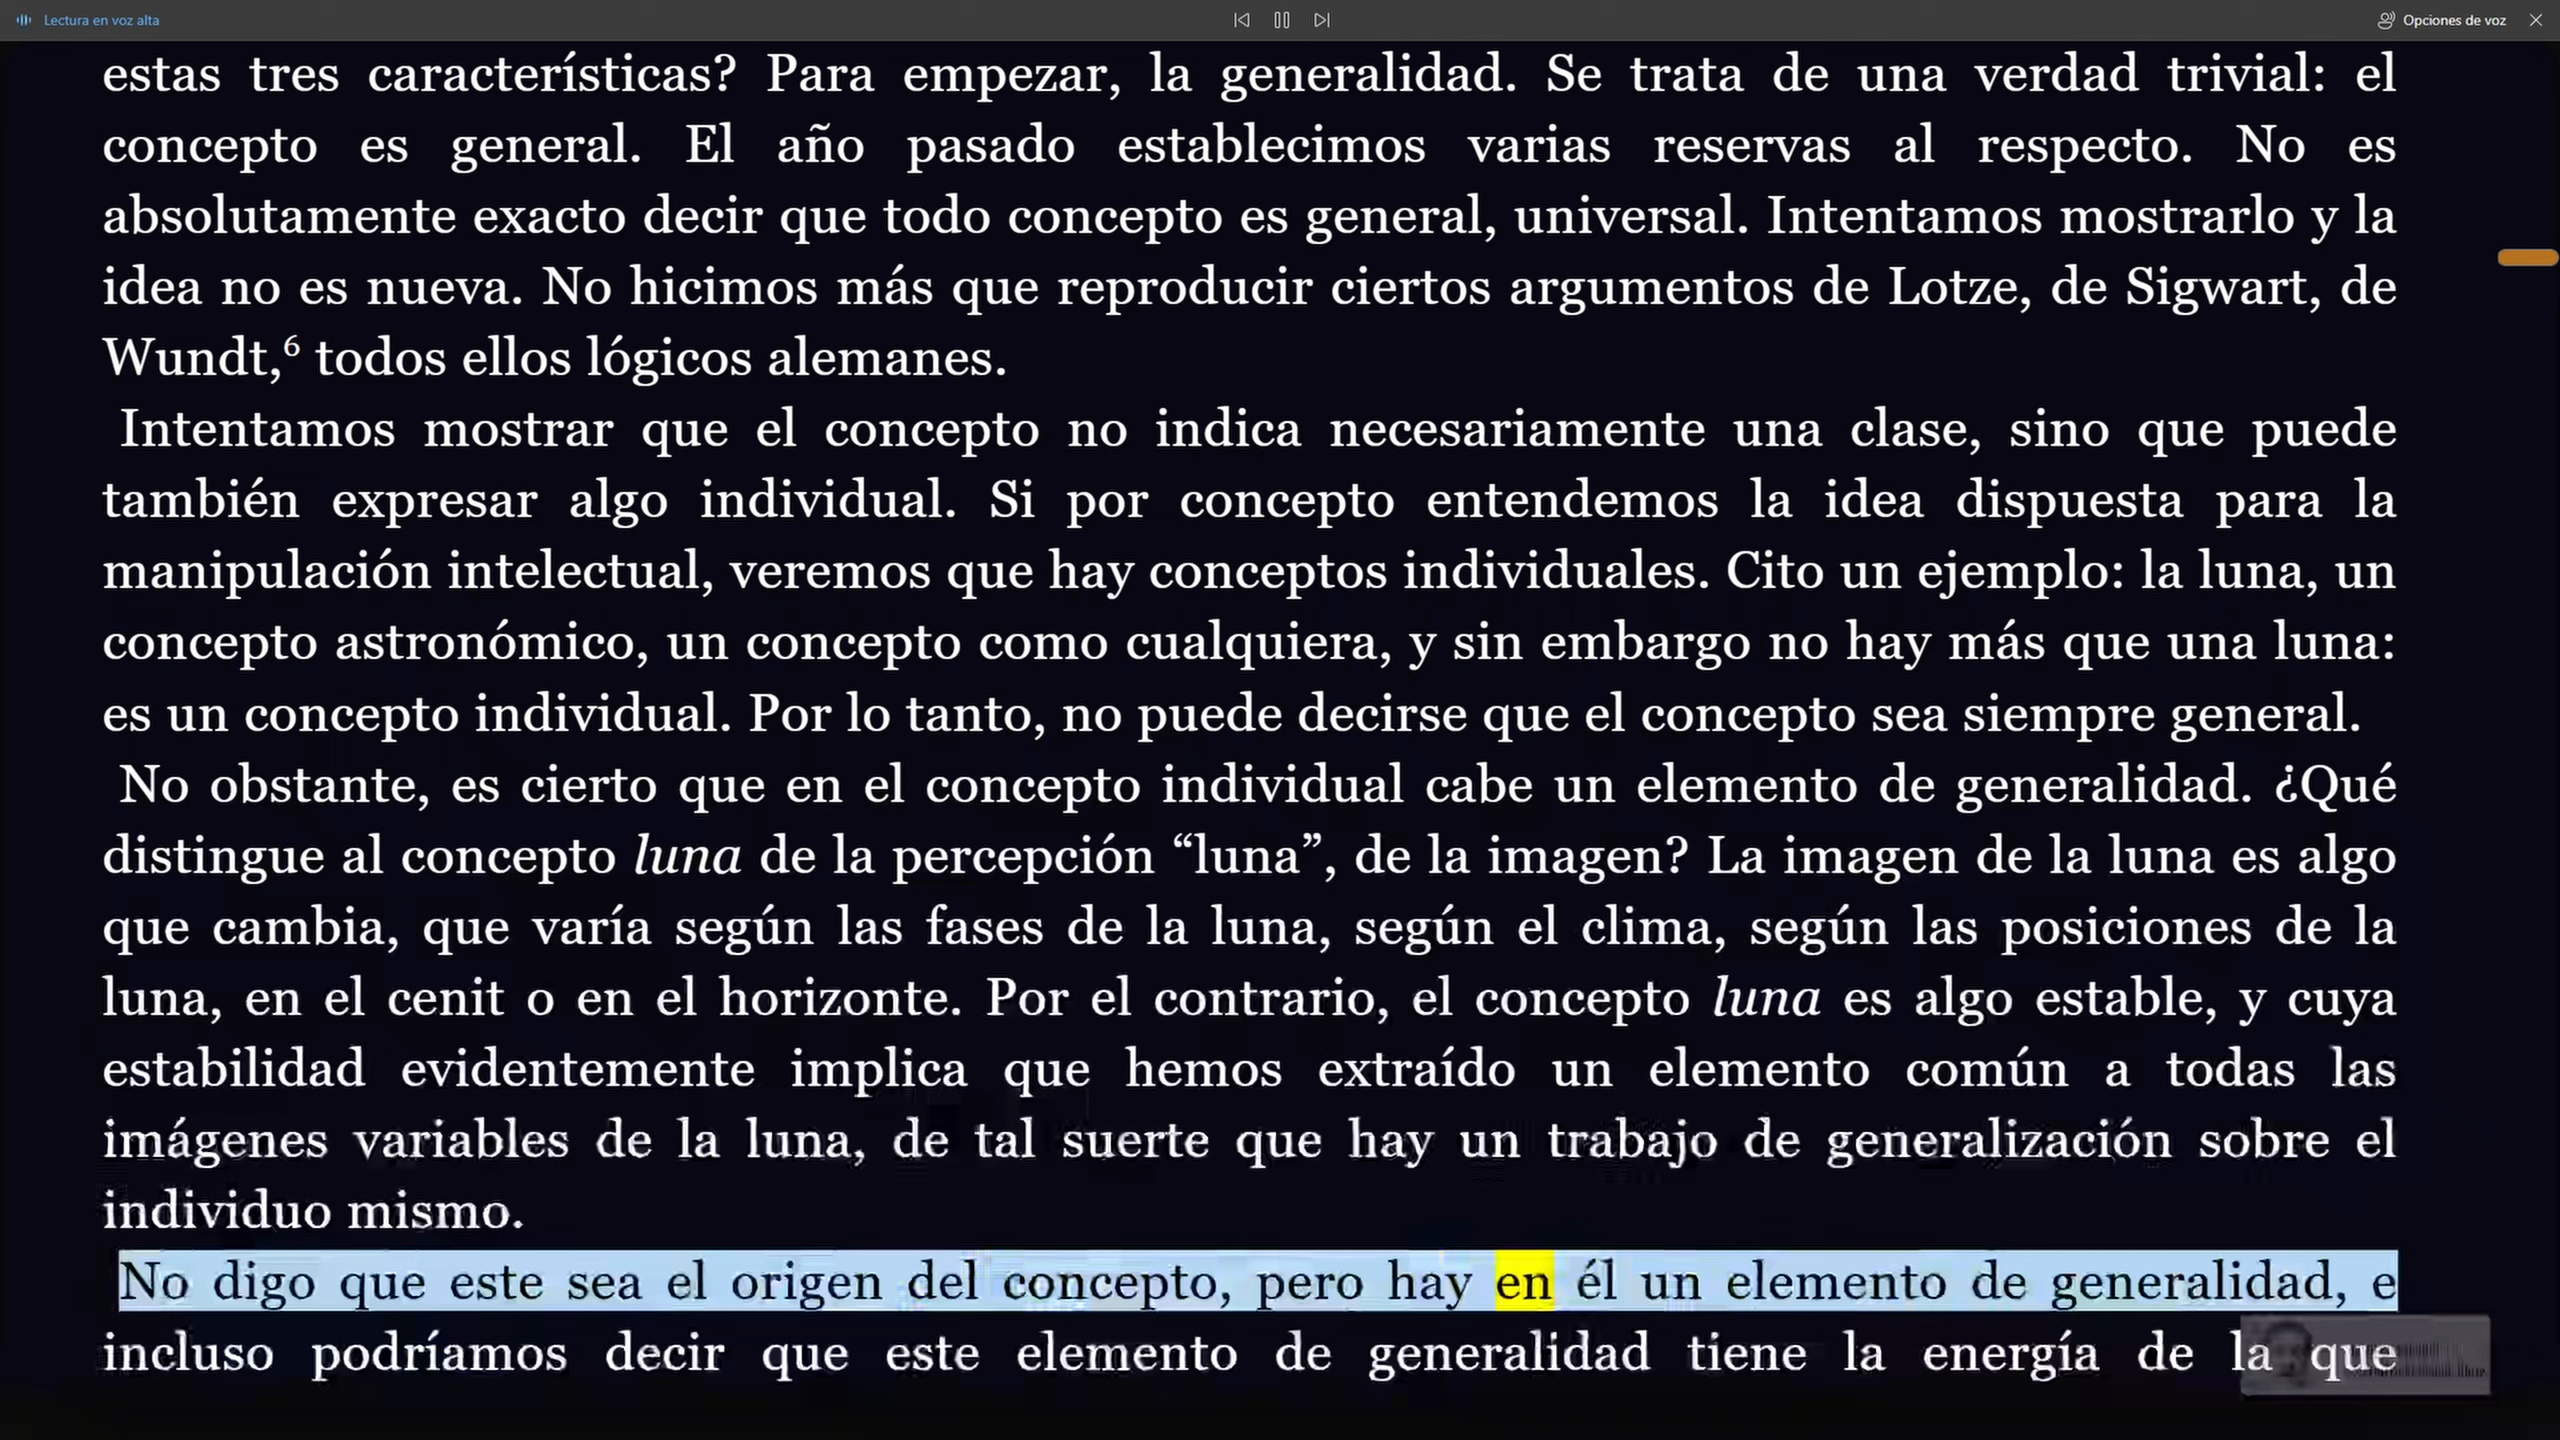 Lectura en voz alta
Opciones de voz
estas tres características? Para empezar, la generalidad. Se trata de una verdad trivial: el
concepto es general. El año pasado establecimos varias reservas al respecto. No es
absolutamente exacto decir que todo concepto es general, universal. Intentamos mostrarlo y la
idea no es nueva. No hicimos más que reproducir ciertos argumentos de Lotze, de Sigwart, de
Wundt,⁶ todos ellos lógicos alemanes.
Intentamos mostrar que el concepto no indica necesariamente una clase, sino que puede
también expresar algo individual. Si por concepto entendemos la idea dispuesta para la
manipulación intelectual, veremos que hay conceptos individuales. Cito un ejemplo: la luna, un
concepto astronómico, un concepto como cualquiera, y sin embargo no hay más que una luna:
es un concepto individual. Por lo tanto, no puede decirse que el concepto sea siempre general.
No obstante, es cierto que en el concepto individual cabe un elemento de generalidad. ¿Qué
distingue al concepto luna de la percepción “luna”, de la imagen? La imagen de la luna es algo
que cambia, que varía según las fases de la luna, según el clima, según las posiciones de la
luna, en el cenit o en el horizonte. Por el contrario, el concepto luna es algo estable, y cuya
estabilidad evidentemente implica que hemos extraído un elemento común a todas las
imágenes variables de la luna, de tal suerte que hay un trabajo de generalización sobre el
individuo mismo.
No digo que este sea el origen del concepto, pero hay en él un elemento de generalidad, e
incluso podríamos decir que este elemento de generalidad tiene la energía de la que